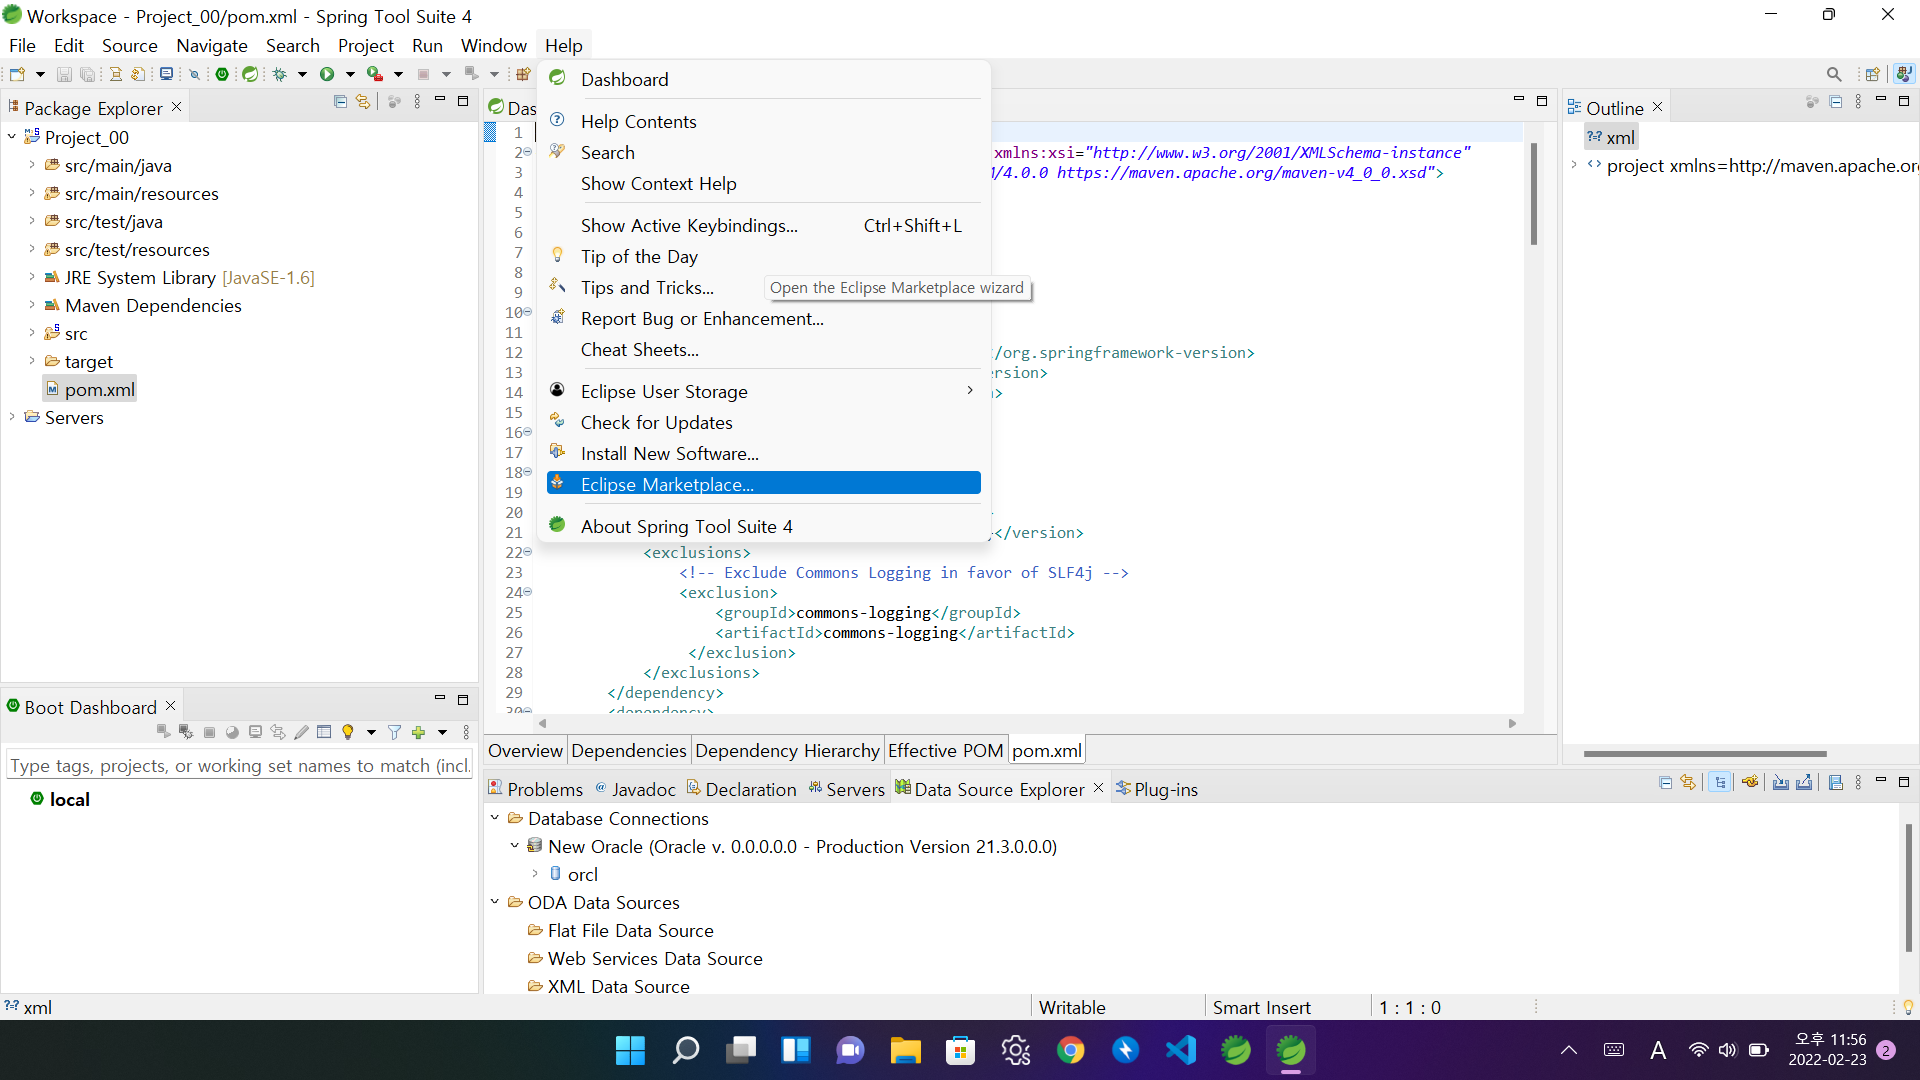 Workspace - Project_00/pom.xml - Spring Tool Suite 4
File Edit Source Navigate Search Project Run Window Help
Package Explorer
Project_00
src/main/java
src/main/resources
src/test/java
src/test/resources
JRE System Library [JavaSE-1.6]
Maven Dependencies
src
target
pom.xml
Servers
Dashboard
Help Contents
Search
Show Context Help
Show Active Keybindings... Ctrl+Shift+L
Tip of the Day
Tips and Tricks...
Open the Eclipse Marketplace wizard
Report Bug or Enhancement...
Cheat Sheets...
Eclipse User Storage
Check for Updates
Install New Software...
Eclipse Marketplace...
About Spring Tool Suite 4
Das
1
2 xmlns:xsi="http://www.w3.org/2001/XMLSchema-instance"
3 /4.0.0 https://maven.apache.org/maven-v4_0_0.xsd">
4
5
6
7
8
9
10
11
12 /org.springframework-version>
13 rsion>
14 >
15
16
17
18
19
20
21 </version>
22 <exclusions>
23 <!-- Exclude Commons Logging in favor of SLF4j -->
24 <exclusion>
25 <groupId>commons-logging</groupId>
26 <artifactId>commons-logging</artifactId>
27 </exclusion>
28 </exclusions>
29 </dependency>
30 <dependency>
Overview Dependencies Dependency Hierarchy Effective POM pom.xml
Outline
xml
project xmlns=http://maven.apache.or
Boot Dashboard
Type tags, projects, or working set names to match (incl.
local
Problems Javadoc Declaration Servers Data Source Explorer Plug-ins
Database Connections
New Oracle (Oracle v. 0.0.0.0.0 - Production Version 21.3.0.0.0)
orcl
ODA Data Sources
Flat File Data Source
Web Services Data Source
XML Data Source
xml Writable Smart Insert 1 : 1 : 0
A
오후 11:56
2022-02-23
2